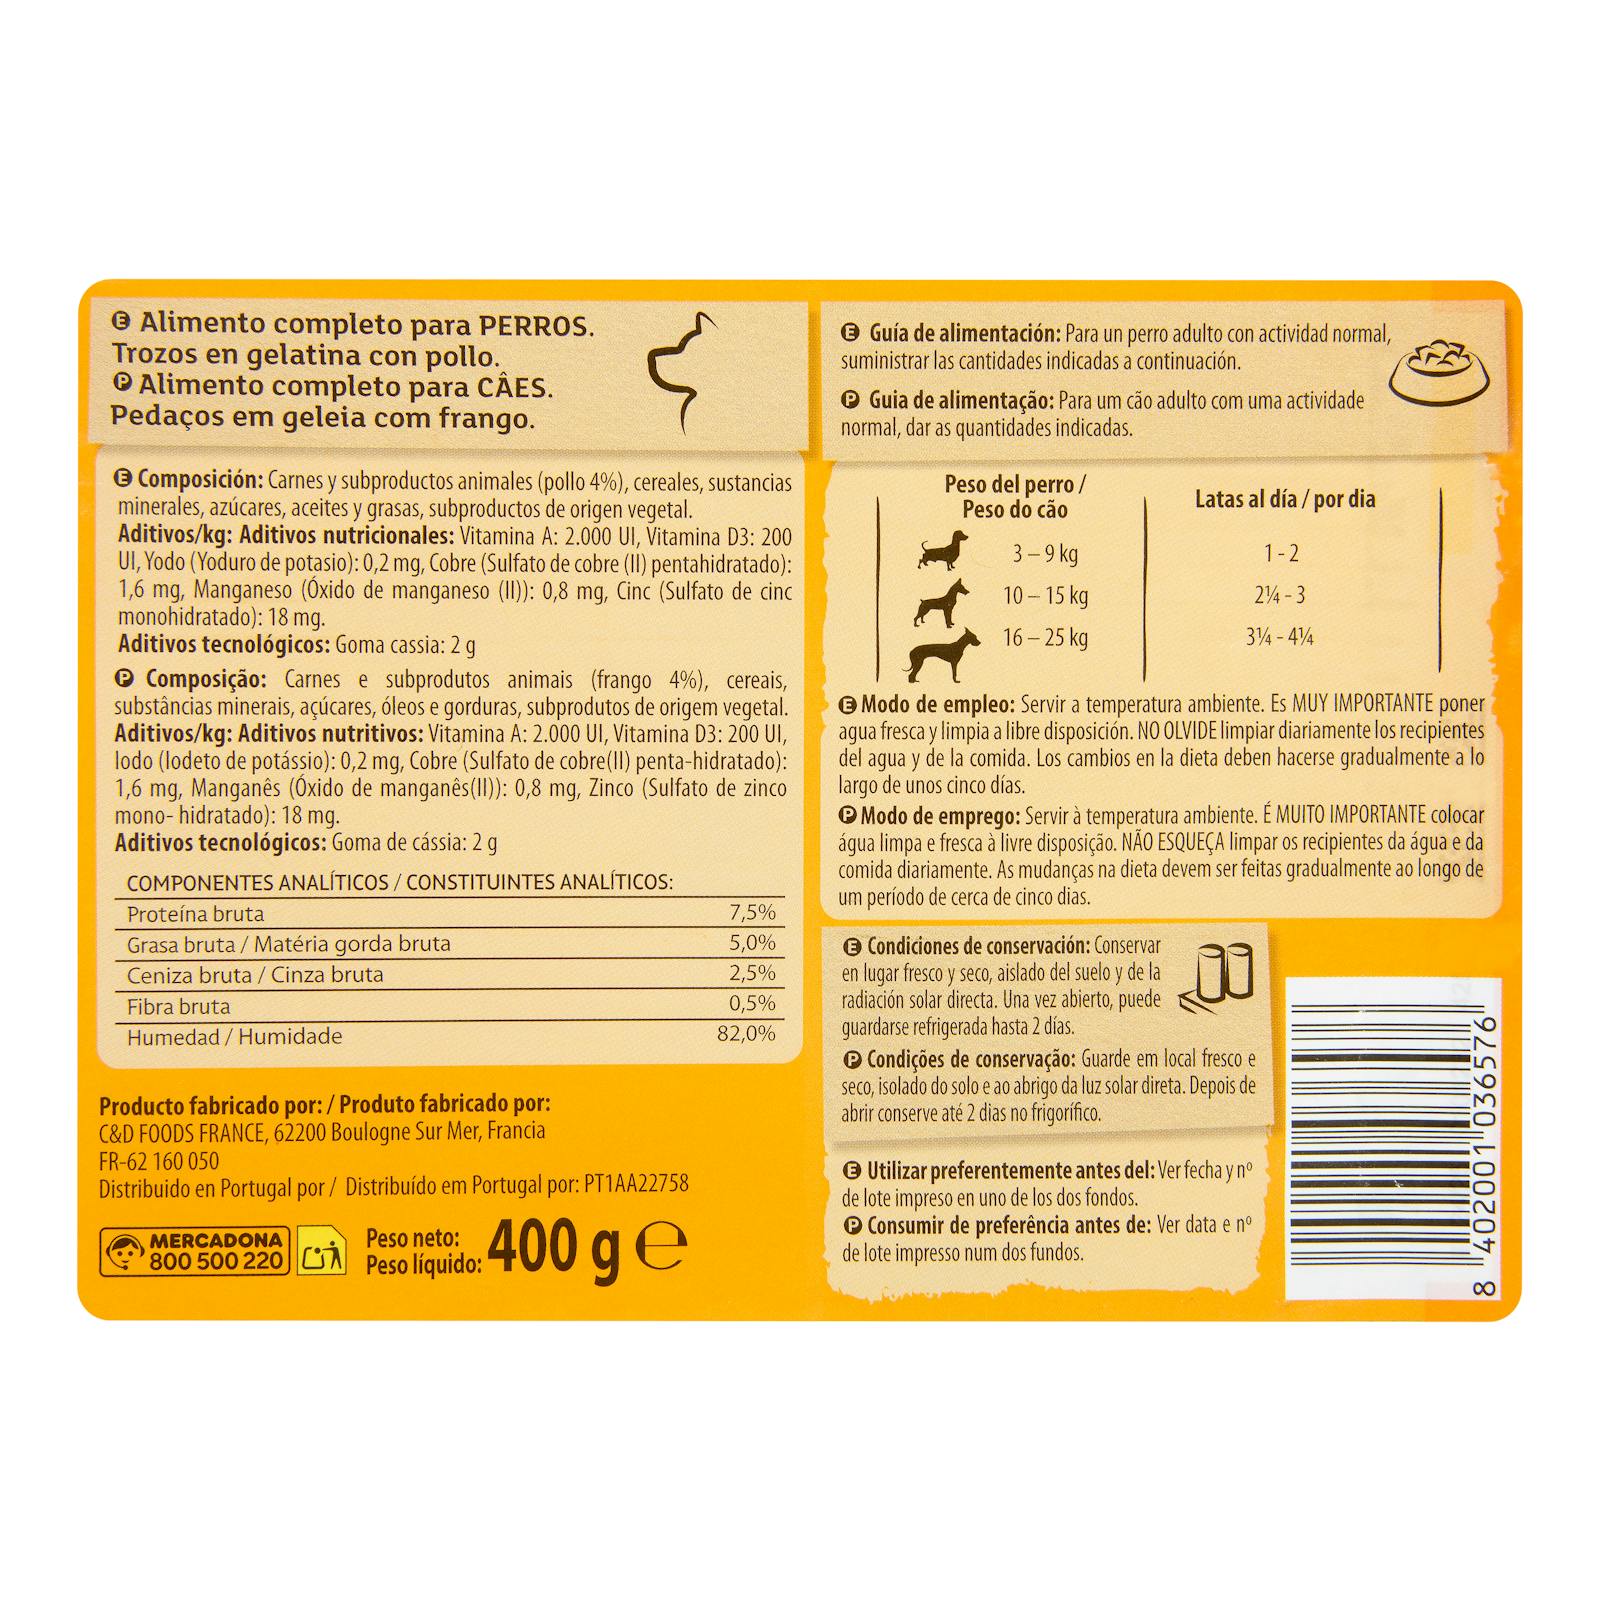 E Alimento completo para PERROS.
Trozos en gelatina con pollo.
P Alimento completo para CÂES.
Pedaços em geleia com frango.
E Composición: Carnes y subproductos animales (pollo 4%), cereales, sustancias
minerales, azúcares, aceites y grasas, subproductos de origen vegetal.
Aditivos/kg: Aditivos nutricionales: Vitamina A: 2.000 UI, Vitamina D3: 200
UI, Yodo (Yoduro de potasio): 0,2 mg, Cobre (Sulfato de cobre (II) pentahidratado):
1,6 mg, Manganeso (Óxido de manganeso (II)): 0,8 mg, Cinc (Sulfato de cinc
monohidratado): 18 mg.
Aditivos tecnológicos: Goma cassia: 2 g
P Composição: Carnes e subprodutos animais (frango 4%), cereais,
substâncias minerais, açúcares, óleos e gorduras, subprodutos de origem vegetal.
Aditivos/kg: Aditivos nutritivos: Vitamina A: 2.000 UI, Vitamina D3: 200 UI,
Iodo (Iodeto de potássio): 0,2 mg, Cobre (Sulfato de cobre(II) penta-hidratado):
1,6 mg, Manganês (Óxido de manganês(II)): 0,8 mg, Zinco (Sulfato de zinco
mono- hidratado): 18 mg.
Aditivos tecnológicos: Goma de cássia: 2 g
COMPONENTES ANALÍTICOS / CONSTITUINTES ANALÍTICOS:
Proteína bruta 7,5%
Grasa bruta / Matéria gorda bruta 5,0%
Ceniza bruta / Cinza bruta 2,5%
Fibra bruta 0,5%
Humedad / Humidade 82,0%
Producto fabricado por: / Produto fabricado por:
C&D FOODS FRANCE, 62200 Boulogne Sur Mer, Francia
FR-62 160 050
Distribuido en Portugal por / Distribuído em Portugal por: PT1AA22758
MERCADONA
800 500 220
Peso neto:
Peso líquido:
400 g ℮
E Guía de alimentación: Para un perro adulto con actividad normal,
suministrar las cantidades indicadas a continuación.
P Guia de alimentação: Para um cão adulto com uma actividade
normal, dar as quantidades indicadas.
Peso del perro /
Peso do cão
Latas al día / por dia
3 – 9 kg 1 - 2
10 – 15 kg 2¼ - 3
16 – 25 kg 3¼ - 4¼
E Modo de empleo: Servir a temperatura ambiente. Es MUY IMPORTANTE poner
agua fresca y limpia a libre disposición. NO OLVIDE limpiar diariamente los recipientes
del agua y de la comida. Los cambios en la dieta deben hacerse gradualmente a lo
largo de unos cinco días.
P Modo de emprego: Servir à temperatura ambiente. É MUITO IMPORTANTE colocar
água limpa e fresca à livre disposição. NÃO ESQUEÇA limpar os recipientes da água e da
comida diariamente. As mudanças na dieta devem ser feitas gradualmente ao longo de
um período de cerca de cinco dias.
E Condiciones de conservación: Conservar
en lugar fresco y seco, aislado del suelo y de la
radiación solar directa. Una vez abierto, puede
guardarse refrigerada hasta 2 días.
P Condições de conservação: Guarde em local fresco e
seco, isolado do solo e ao abrigo da luz solar direta. Depois de
abrir conserve até 2 dias no frigorífico.
E Utilizar preferentemente antes del: Ver fecha y nº
de lote impreso en uno de los dos fondos.
P Consumir de preferência antes de: Ver data e nº
de lote impresso num dos fundos.
8 402001 036576